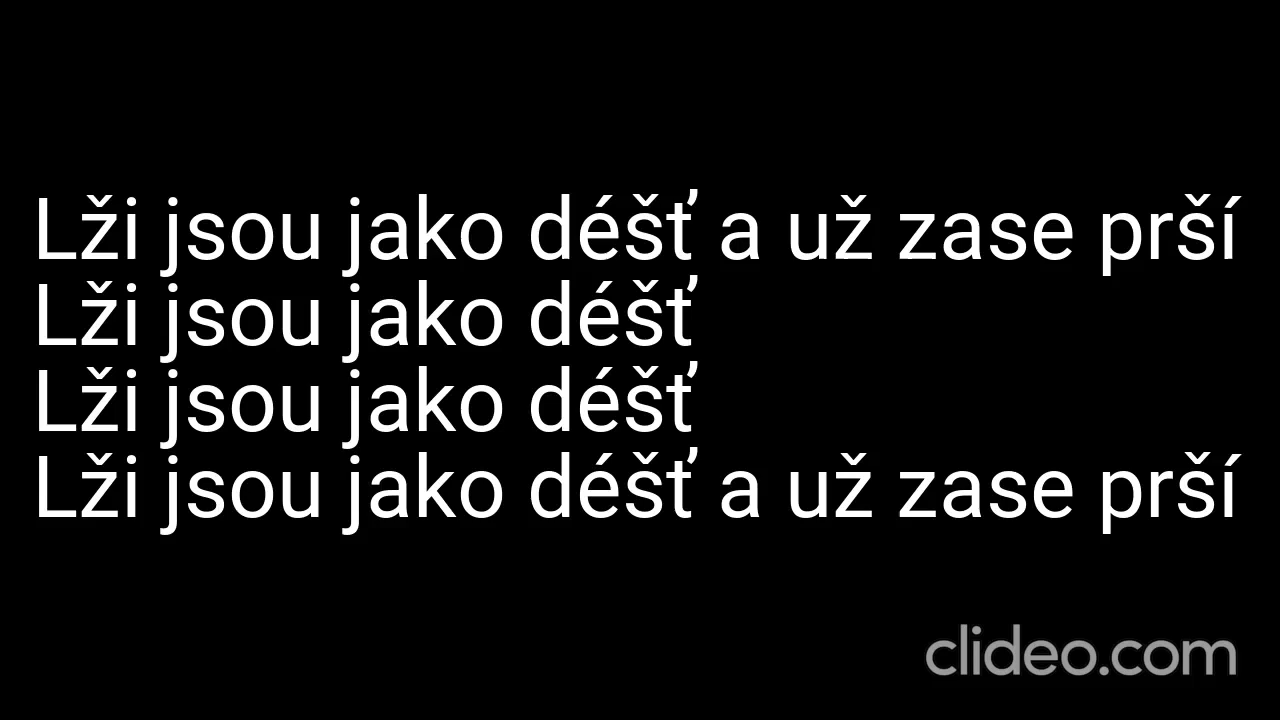 Lži jsou jako déšť a už zase prší
Lži jsou jako déšť
Lži jsou jako déšť
Lži jsou jako déšť a už zase prší
clideo.com